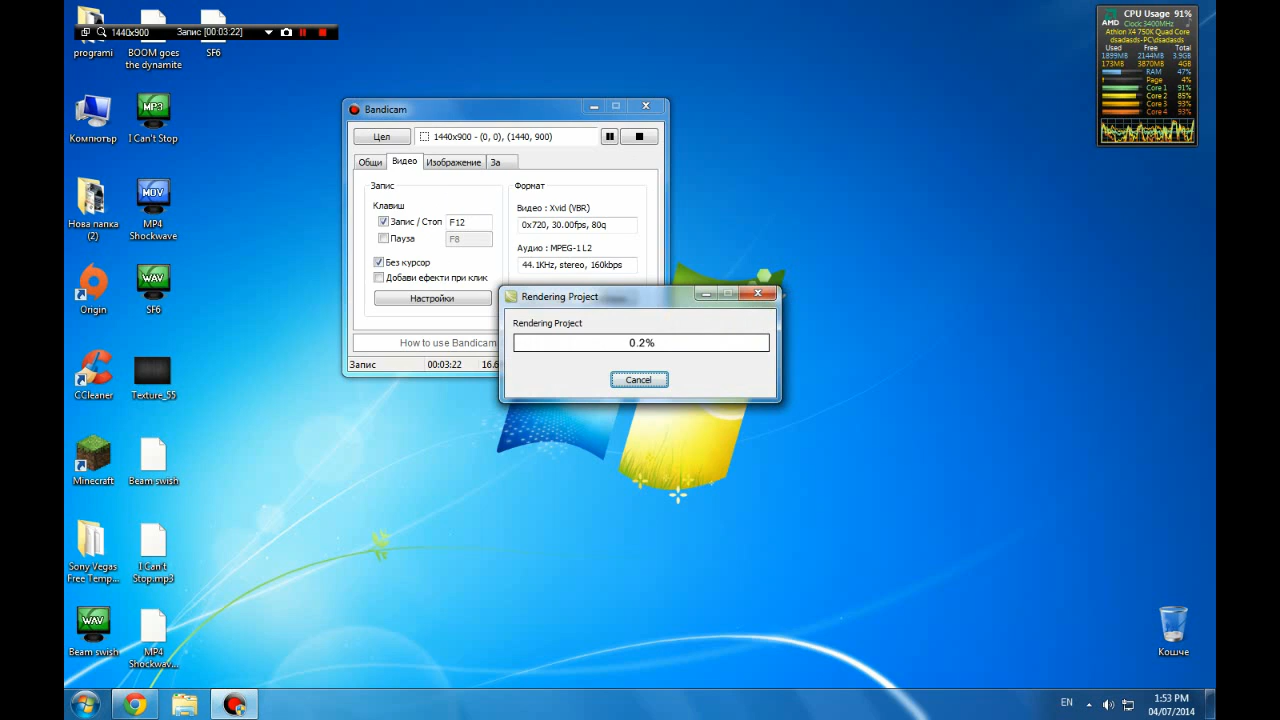 1440x900 Запис [00:03:22]
programi
BOOM goes
the dynamite
SF6
Компютър
MP3
I Can't Stop
Нова папка
(2)
MOV
MP4
Shockwave
Origin
WAV
SF6
CCleaner
Texture_55
Minecraft
Beam swish
Sony Vegas
Free Temp...
I Can't
Stop.mp3
WAV
Beam swish
MP4
Shockwav...
Bandicam
Цел
1440x900 - (0, 0), (1440, 900)
Общи
Видео
Изображение
За
Запис
Клавиш
Запис / Стоп
F12
Пауза
F8
Без курсор
Добави ефекти при клик
Настройки
Формат
Видео : Xvid (VBR)
0x720, 30.00fps, 80q
Аудио : MPEG-1 L2
44.1KHz, stereo, 160kbps
How to use Bandicam
Запис
00:03:22
Rendering Project
Rendering Project
0.2%
Cancel
AMD
CPU Usage 91%
Clock:3400MHz
Athlon X4 750K Quad Core
dsadasds-PC\dsadasds
Used Free Total
1899MB 2144MB 3.9GB
173MB 3870MB 4GB
RAM 47%
Page 4%
Core 1 91%
Core 2 85%
Core 3 93%
Core 4 93%
Кошче
EN
1:53 PM
04/07/2014